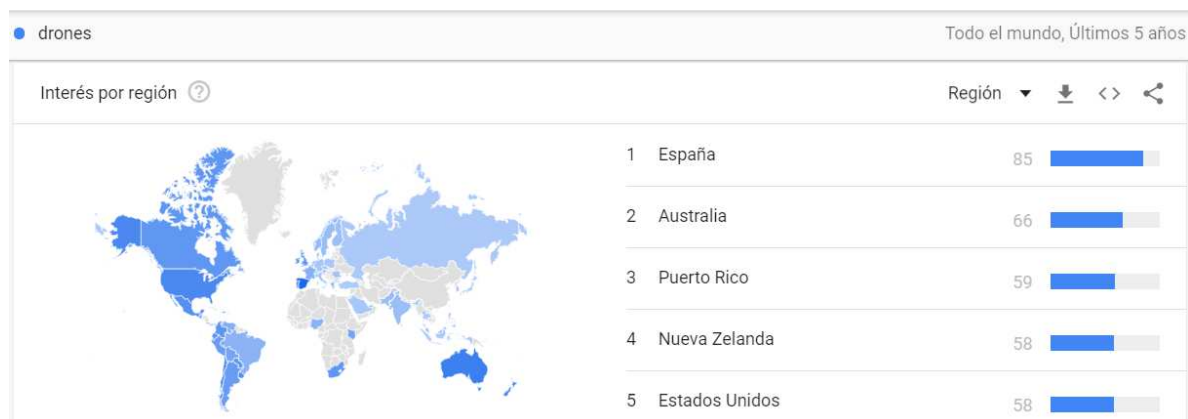 drones Todo el mundo, Últimos 5 años
Interés por región ? Región <>
1 España 85
2 Australia 66
3 Puerto Rico 59
4 Nueva Zelanda 58
5 Estados Unidos 58